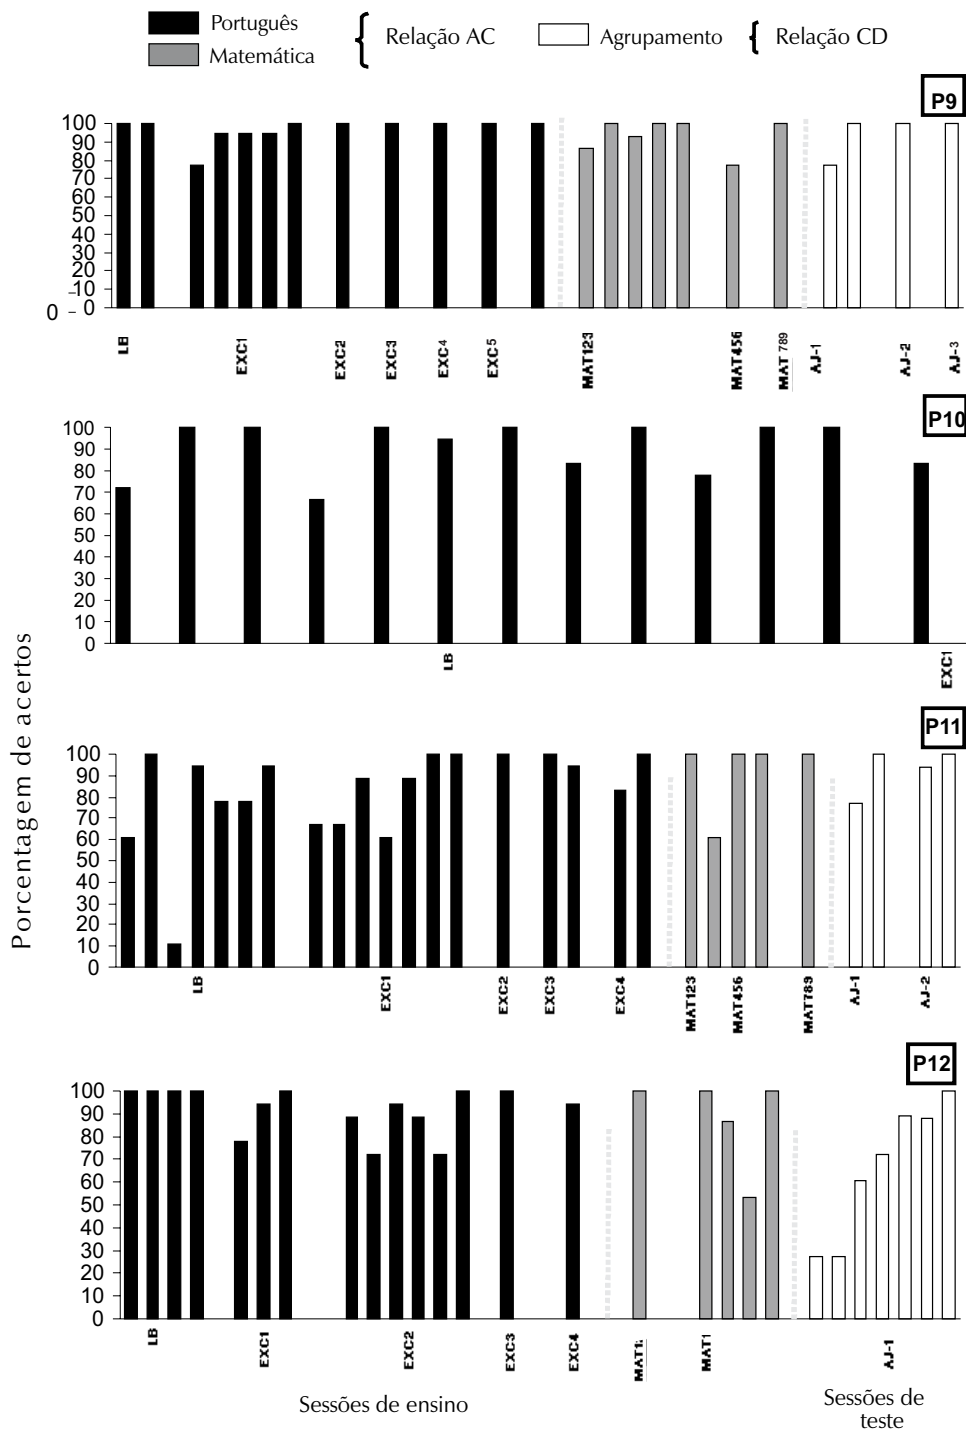 Português
Matemática
Relação AC
Agrupamento
Relação CD
Porcentagem de acertos
P9
100
90
80
70
60
50
40
30
20
10
0
0
LB
EXC1
EXC2
EXC3
EXC4
EXC5
MAT123
MAT456
MAT 789
AJ-1
AJ-2
AJ-3
P10
100
90
80
70
60
50
40
30
20
10
0
LB
EXC1
P11
100
90
80
70
60
50
40
30
20
10
0
LB
EXC1
EXC2
EXC3
EXC4
MAT123
MAT456
MAT789
AJ-1
AJ-2
P12
100
90
80
70
60
50
40
30
20
10
0
LB
EXC1
EXC2
EXC3
EXC4
MAT1
MAT1
AJ-1
Sessões de ensino
Sessões de
teste